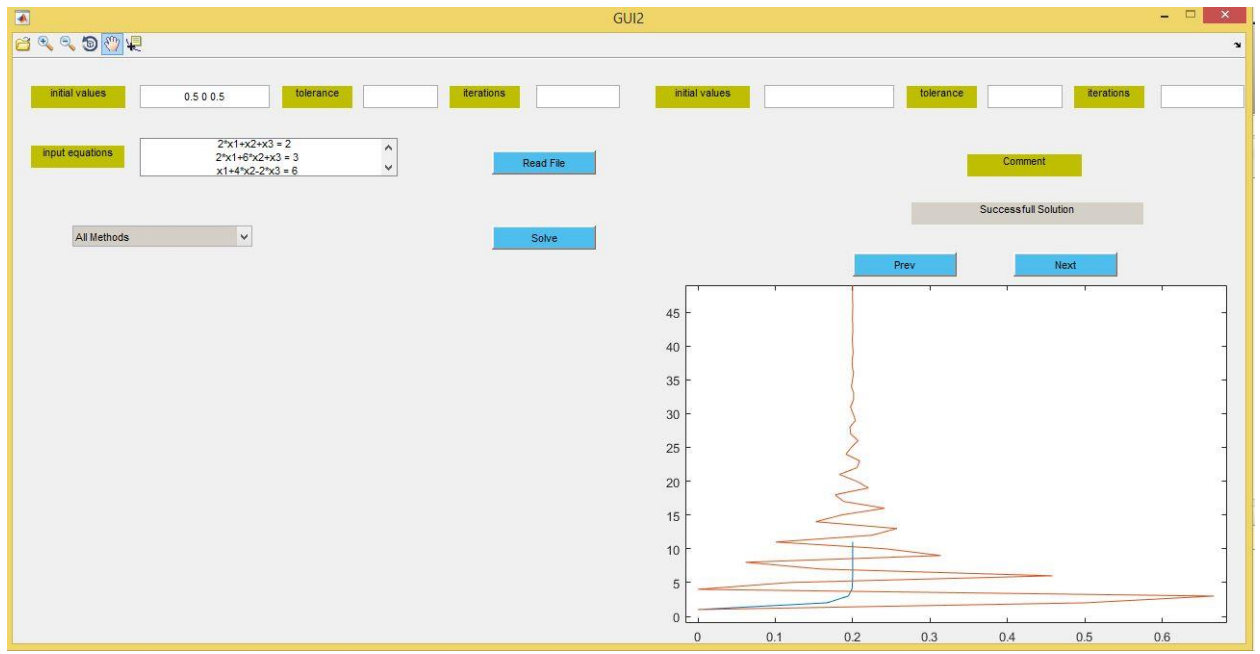 GUI2
initial values 0.5 0 0.5 tolerance iterations initial values tolerance iterations
input equations
2*x1+x2+x3 = 2
2*x1+6*x2+x3 = 3
x1+4*x2-2*x3 = 6
Read File
Comment
Successfull Solution
All Methods
Solve
Prev Next
45
40
35
30
25
20
15
10
5
0
0 0.1 0.2 0.3 0.4 0.5 0.6